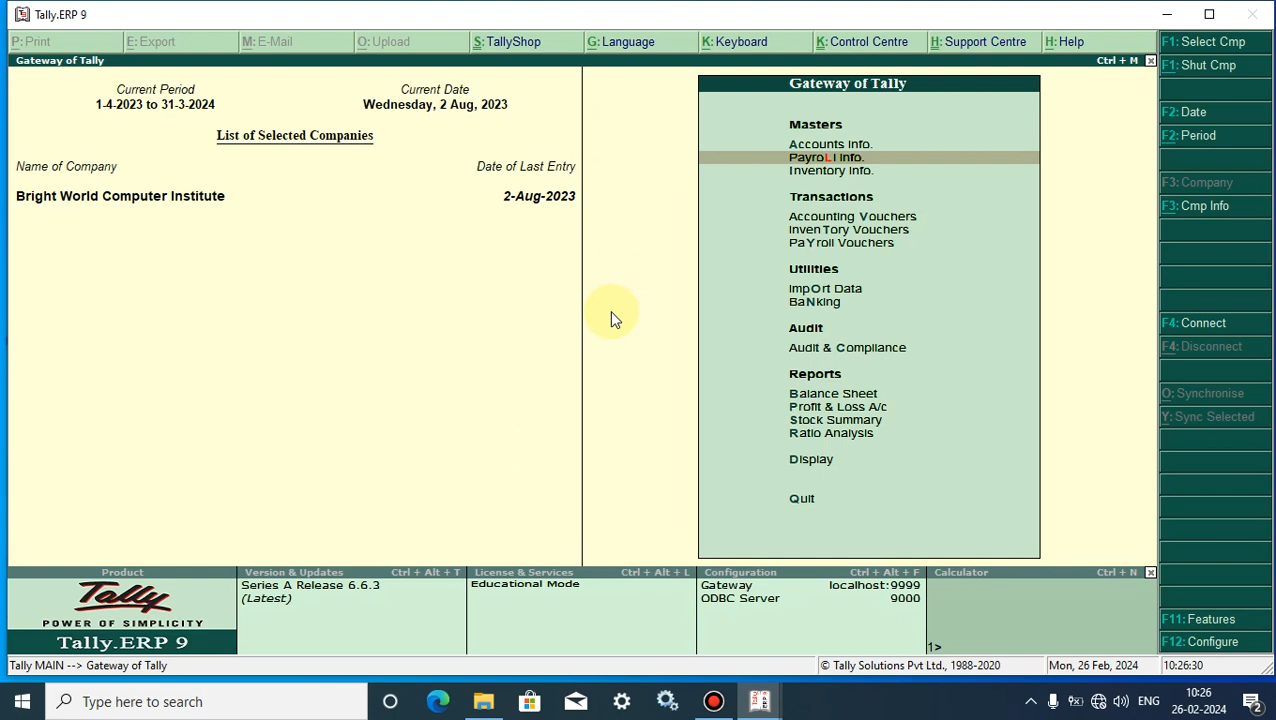 Tally.ERP 9
P: Print
E: Export
M: E-Mail
O: Upload
S: TallyShop
G: Language
K: Keyboard
K: Control Centre
H: Support Centre
H: Help
Gateway of Tally
Ctrl + M
Current Period
1-4-2023 to 31-3-2024
Current Date
Wednesday, 2 Aug, 2023
List of Selected Companies
Name of Company
Date of Last Entry
Bright World Computer Institute
2-Aug-2023
Gateway of Tally
Masters
Accounts Info.
PayroLl Info.
Inventory Info.
Transactions
Accounting Vouchers
InvenTory Vouchers
PaYroll Vouchers
Utilities
ImpOrt Data
BaNking
Audit
Audit & Compliance
Reports
Balance Sheet
Profit & Loss A/c
Stock Summary
Ratio Analysis
Display
Quit
F1: Select Cmp
F1: Shut Cmp
F2: Date
F2: Period
F3: Company
F3: Cmp Info
F4: Connect
F4: Disconnect
O: Synchronise
Y: Sync Selected
F11: Features
F12: Configure
Product
Tally
POWER OF SIMPLICITY
Tally.ERP 9
Version & Updates
Ctrl + Alt + T
Series A Release 6.6.3
(Latest)
License & Services
Ctrl + Alt + L
Educational Mode
Configuration
Ctrl + Alt + F
Gateway localhost:9999
ODBC Server 9000
Calculator
Ctrl + N
1>
Tally MAIN --> Gateway of Tally
© Tally Solutions Pvt Ltd., 1988-2020
Mon, 26 Feb, 2024
10:26:30
Type here to search
ENG
10:26
26-02-2024
2